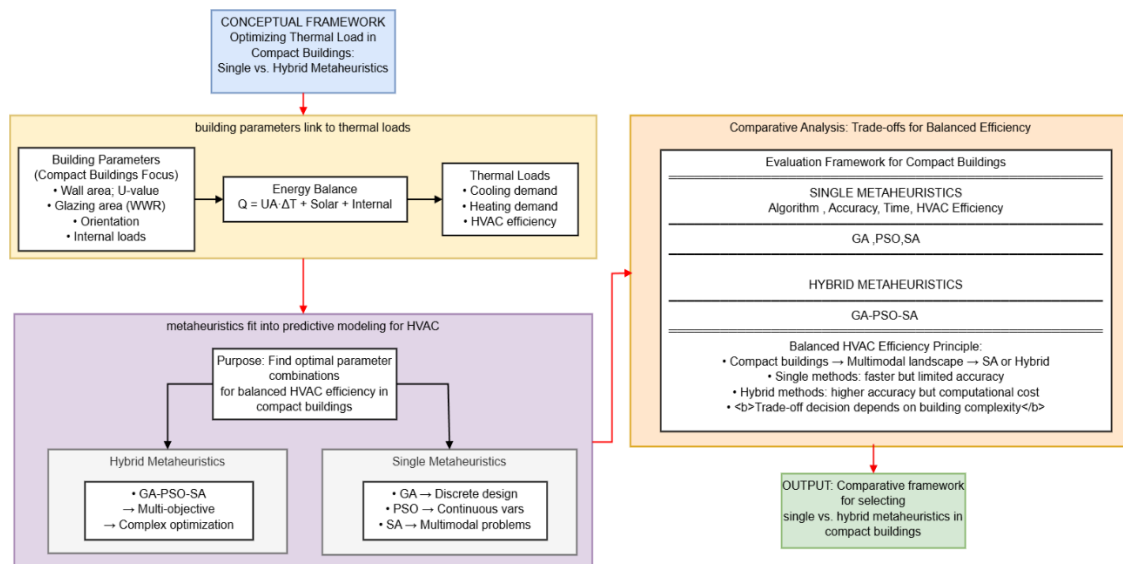 CONCEPTUAL FRAMEWORK
Optimizing Thermal Load in
Compact Buildings:
Single vs. Hybrid Metaheuristics
building parameters link to thermal loads
Building Parameters
(Compact Buildings Focus)
• Wall area; U-value
• Glazing area (WWR)
• Orientation
• Internal loads
Energy Balance
Q = UA·ΔT + Solar + Internal
Thermal Loads
• Cooling demand
• Heating demand
• HVAC efficiency
metaheuristics fit into predictive modeling for HVAC
Purpose: Find optimal parameter
combinations
for balanced HVAC efficiency in
compact buildings
Hybrid Metaheuristics
• GA-PSO-SA
→ Multi-objective
→ Complex optimization
Single Metaheuristics
• GA → Discrete design
• PSO → Continuous vars
• SA → Multimodal problems
Comparative Analysis: Trade-offs for Balanced Efficiency
Evaluation Framework for Compact Buildings
SINGLE METAHEURISTICS
Algorithm , Accuracy, Time, HVAC Efficiency
GA ,PSO,SA
HYBRID METAHEURISTICS
GA-PSO-SA
Balanced HVAC Efficiency Principle:
• Compact buildings → Multimodal landscape → SA or Hybrid
• Single methods: faster but limited accuracy
• Hybrid methods: higher accuracy but computational cost
• <b>Trade-off decision depends on building complexity</b>
OUTPUT: Comparative framework
for selecting
single vs. hybrid metaheuristics in
compact buildings